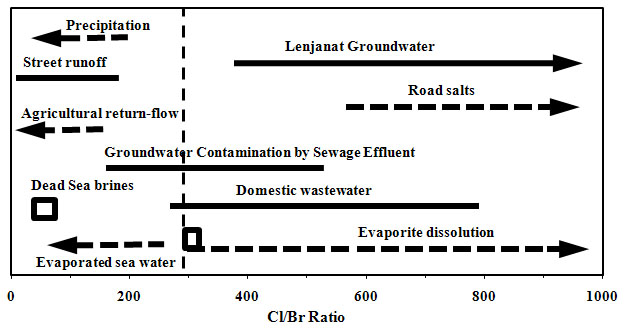 Precipitation
Lenjanat Groundwater
Street runoff
Road salts
Agricultural return-flow
Groundwater Contamination by Sewage Effluent
Dead Sea brines
Domestic wastewater
Evaporite dissolution
Evaporated sea water
0 200 400 600 800 1000
Cl/Br Ratio